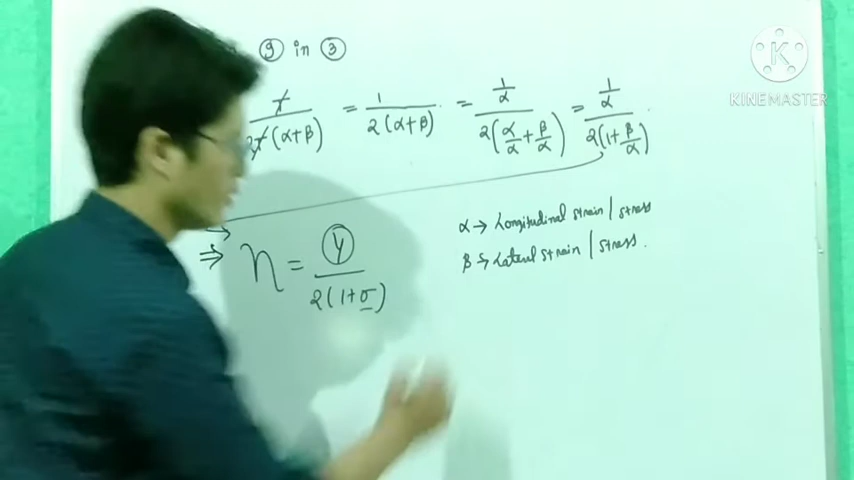 ⑨ in ③
T/2T(α+β) = 1/2(α+β) = (1/α)/2(α/α+β/α) = (1/α)/2(1+β/α)
⇒ η = Y/2(1+σ)
α → Longitudinal strain/stress
β → Lateral strain/stress.
KINEMASTER